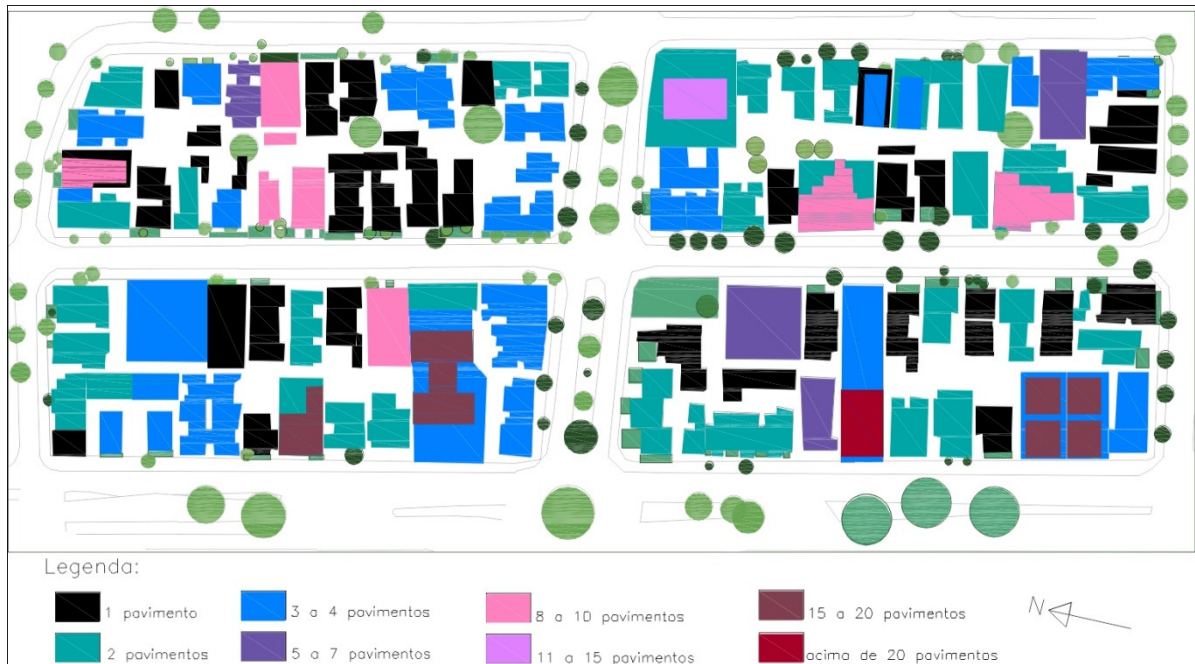 Legenda:
1 pavimento
3 a 4 pavimentos
8 a 10 pavimentos
15 a 20 pavimentos
N
2 pavimentos
5 a 7 pavimentos
11 a 15 pavimentos
acima de 20 pavimentos